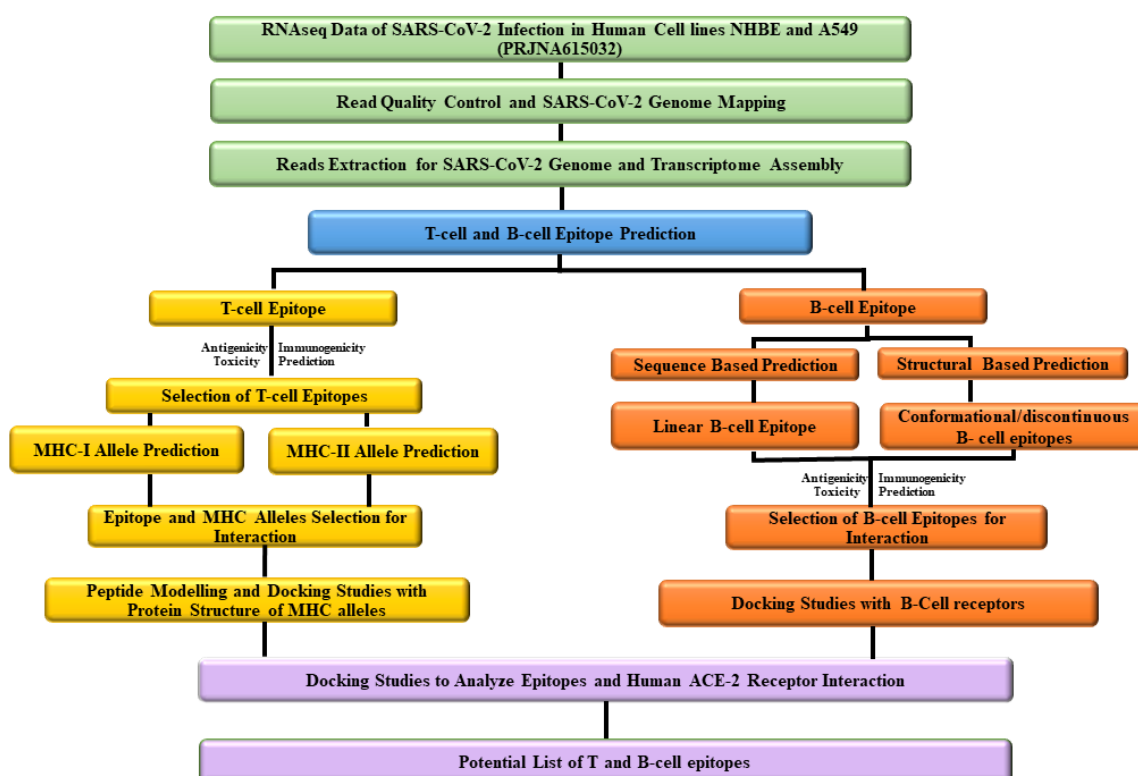 RNAseq Data of SARS-CoV-2 Infection in Human Cell lines NHBE and A549
(PRJNA615032)
Read Quality Control and SARS-CoV-2 Genome Mapping
Reads Extraction for SARS-CoV-2 Genome and Transcriptome Assembly
T-cell and B-cell Epitope Prediction
T-cell Epitope
Antigenicity
Toxicity
Immunogenicity
Prediction
Selection of T-cell Epitopes
MHC-I Allele Prediction
MHC-II Allele Prediction
Epitope and MHC Alleles Selection for
Interaction
Peptide Modelling and Docking Studies with
Protein Structure of MHC alleles
B-cell Epitope
Sequence Based Prediction
Structural Based Prediction
Linear B-cell Epitope
Conformational/discontinuous
B- cell epitopes
Antigenicity
Toxicity
Immunogenicity
Prediction
Selection of B-cell Epitopes for
Interaction
Docking Studies with B-Cell receptors
Docking Studies to Analyze Epitopes and Human ACE-2 Receptor Interaction
Potential List of T and B-cell epitopes